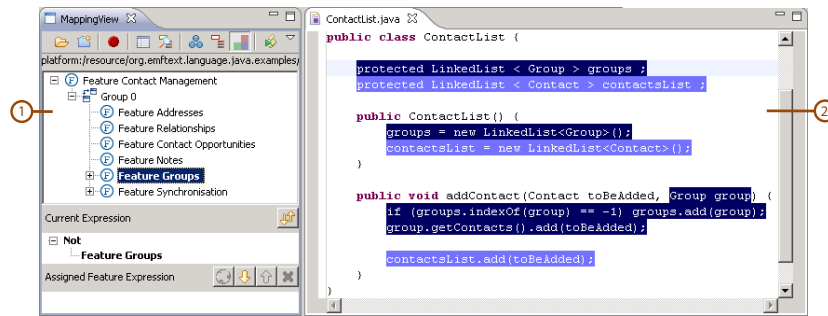 MappingView
platform:/resource/org.emftext.language.java.examples/
Feature Contact Management
Group 0
Feature Addresses
Feature Relationships
Feature Contact Opportunities
Feature Notes
Feature Groups
Feature Synchronisation
Current Expression
Not
Feature Groups
Assigned Feature Expression
1
ContactList.java
public class ContactList {
protected LinkedList < Group > groups ;
protected LinkedList < Contact > contactsList ;
public ContactList() {
groups = new LinkedList<Group>();
contactsList = new LinkedList<Contact>();
}
public void addContact(Contact toBeAdded, Group group) {
if (groups.indexOf(group) == -1) groups.add(group);
group.getContacts().add(toBeAdded);
contactsList.add(toBeAdded);
}
}
2